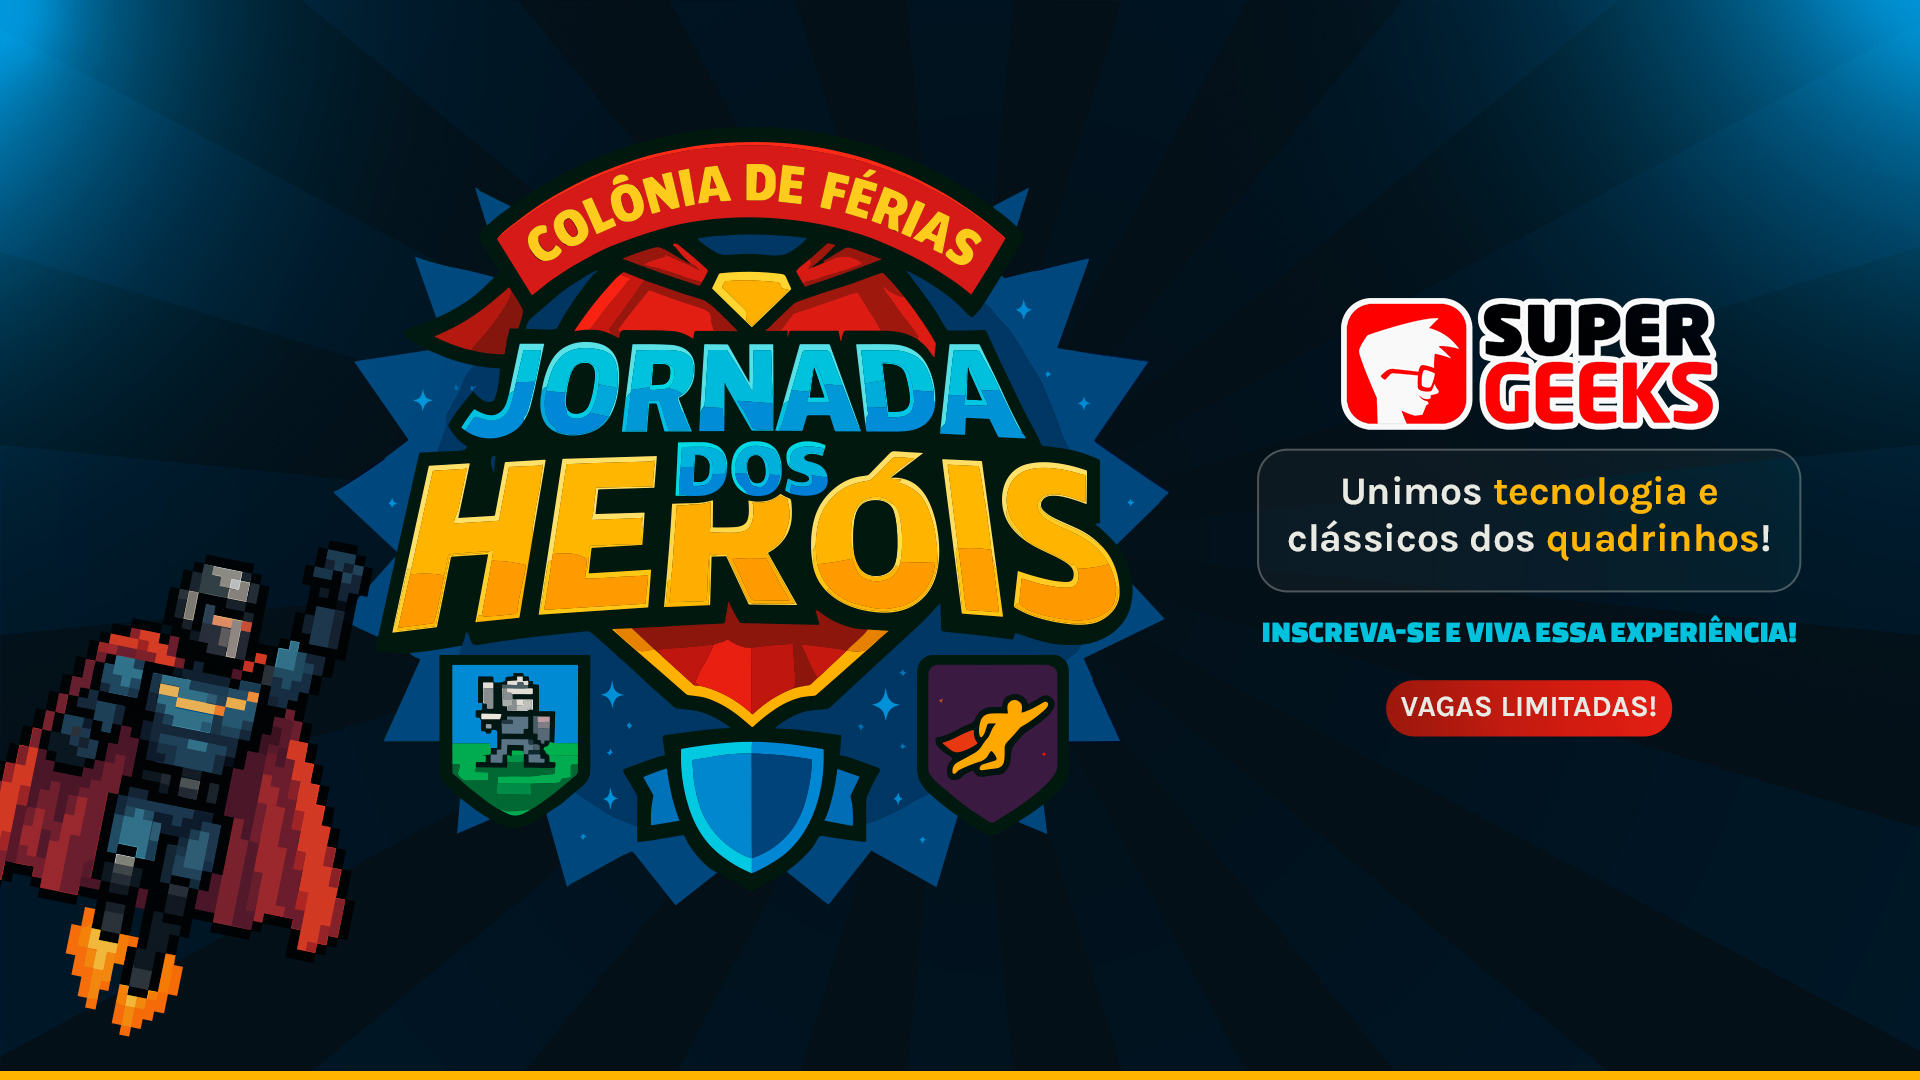 COLÔNIA DE FÉRIAS
JORNADA
DOS
HERÓIS
SUPER
GEEKS
Unimos tecnologia e
clássicos dos quadrinhos!
INSCREVA-SE E VIVA ESSA EXPERIÊNCIA!
VAGAS LIMITADAS!